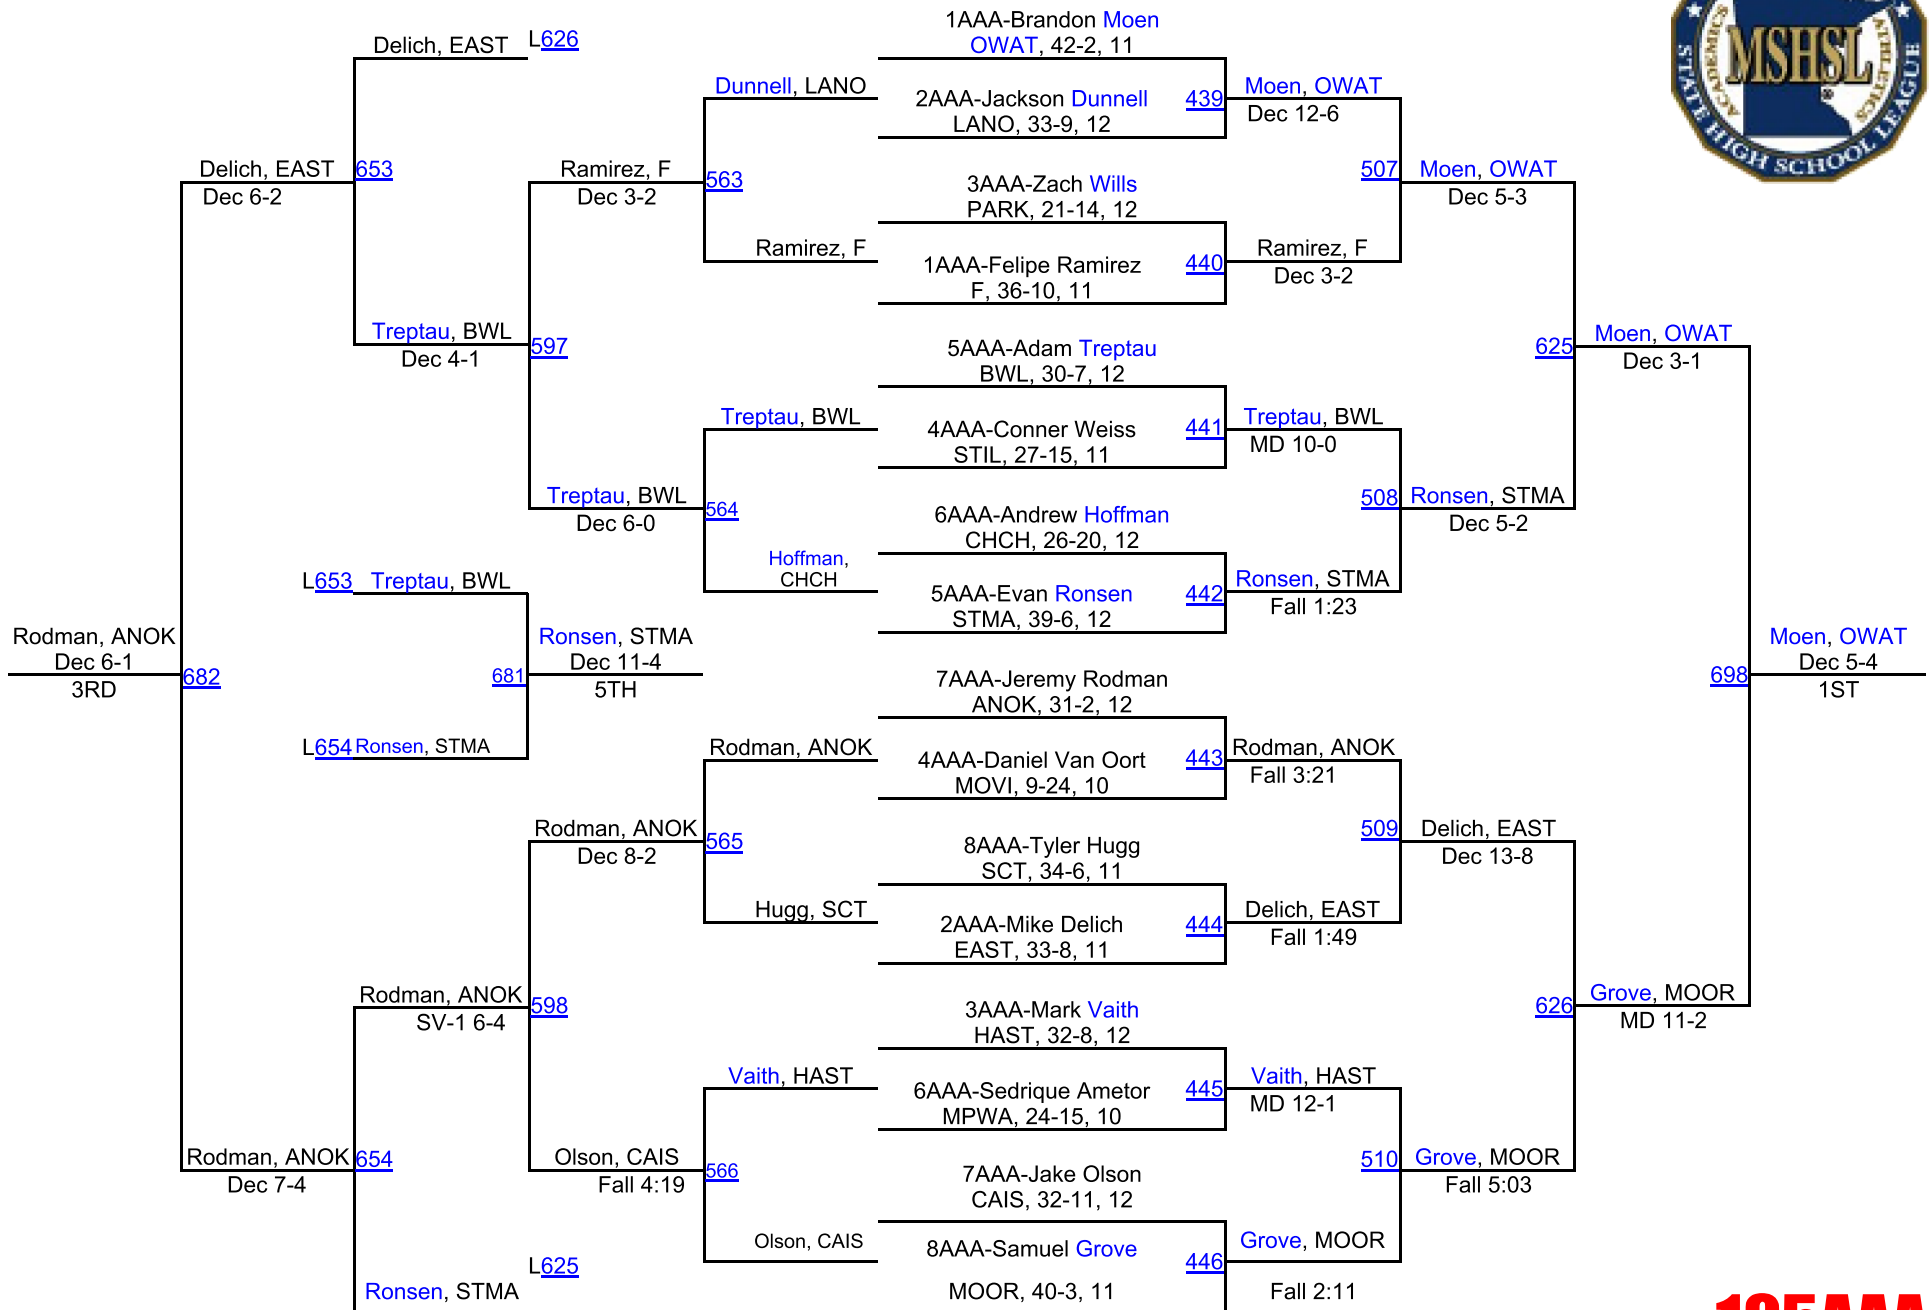 1AAA-Brandon Moen
OWAT, 42-2, 11
Delich, EAST L626
Dunnell, LANO
2AAA-Jackson Dunnell 439 Moen, OWAT
LANO, 33-9, 12
Dec 12-6
Delich, EAST 653
Dec 6-2
Ramirez, F 563
Dec 3-2
3AAA-Zach Wills
PARK, 21-14, 12
507 Moen, OWAT
Dec 5-3
Ramirez, F
1AAA-Felipe Ramirez 440 Ramirez, F
F, 36-10, 11
Dec 3-2
Treptau, BWL 597
Dec 4-1
5AAA-Adam Treptau
BWL, 30-7, 12
625 Moen, OWAT
Dec 3-1
Treptau, BWL
4AAA-Conner Weiss 441 Treptau, BWL
STIL, 27-15, 11
MD 10-0
Treptau, BWL 564
Dec 6-0
6AAA-Andrew Hoffman
CHCH, 26-20, 12
508 Ronsen, STMA
Dec 5-2
Hoffman,
CHCH
L653 Treptau, BWL
5AAA-Evan Ronsen 442 Ronsen, STMA
STMA, 39-6, 12
Fall 1:23
Rodman, ANOK
Dec 6-1
3RD
682
681
Ronsen, STMA
Dec 11-4
5TH
7AAA-Jeremy Rodman
ANOK, 31-2, 12
698
Moen, OWAT
Dec 5-4
1ST
L654 Ronsen, STMA
Rodman, ANOK
4AAA-Daniel Van Oort 443 Rodman, ANOK
MOVI, 9-24, 10
Fall 3:21
Rodman, ANOK 565
Dec 8-2
8AAA-Tyler Hugg
SCT, 34-6, 11
509 Delich, EAST
Dec 13-8
Hugg, SCT
2AAA-Mike Delich 444 Delich, EAST
EAST, 33-8, 11
Fall 1:49
Rodman, ANOK 598
SV-1 6-4
3AAA-Mark Vaith
HAST, 32-8, 12
626 Grove, MOOR
MD 11-2
Vaith, HAST
6AAA-Sedrique Ametor 445 Vaith, HAST
MPWA, 24-15, 10
MD 12-1
Rodman, ANOK 654
Dec 7-4
Olson, CAIS 566
Fall 4:19
7AAA-Jake Olson
CAIS, 32-11, 12
510 Grove, MOOR
Fall 5:03
Olson, CAIS
8AAA-Samuel Grove 446 Grove, MOOR
MOOR, 40-3, 11
Fall 2:11
L625
Ronsen, STMA
ACADEMICS
MSHSL
ATHLETICS
STATE HIGH SCHOOL LEAGUE